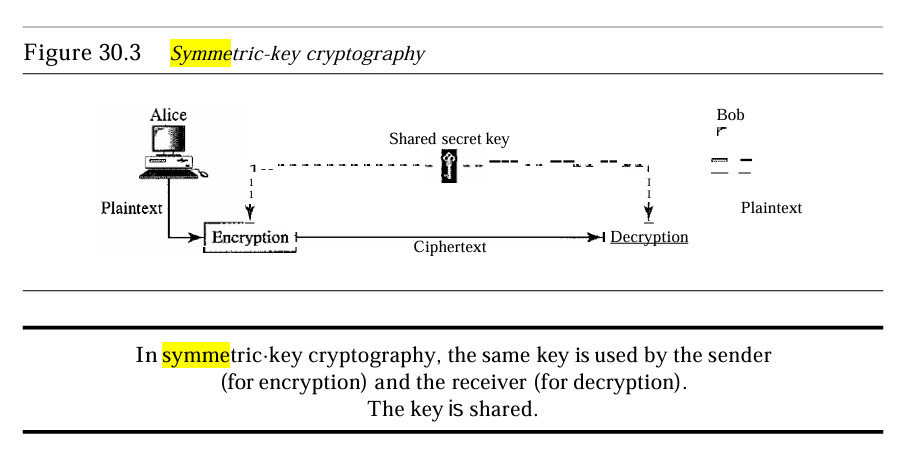 Figure 30.3 Symmetric-key cryptography
Alice
Bob
Shared secret key
Plaintext
Plaintext
Encryption
Ciphertext
Decryption
In symmetric·key cryptography, the same key is used by the sender
(for encryption) and the receiver (for decryption).
The key is shared.